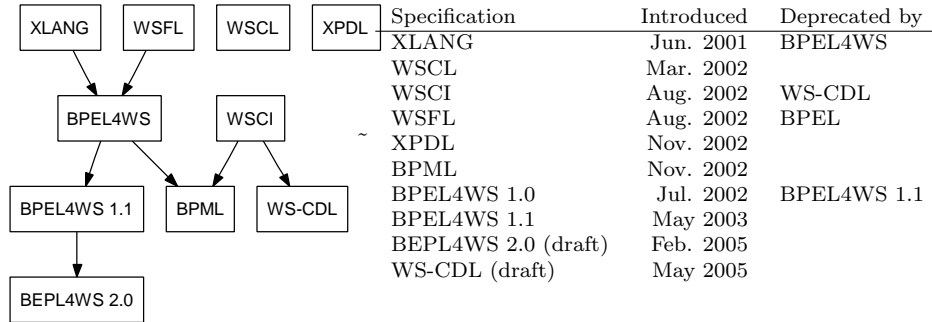 XLANG WSFL WSCL XPDL
BPEL4WS WSCI
BPEL4WS 1.1 BPML WS-CDL
BEPL4WS 2.0
~
Specification Introduced Deprecated by
XLANG Jun. 2001 BPEL4WS
WSCL Mar. 2002
WSCI Aug. 2002 WS-CDL
WSFL Aug. 2002 BPEL
XPDL Nov. 2002
BPML Nov. 2002
BPEL4WS 1.0 Jul. 2002 BPEL4WS 1.1
BPEL4WS 1.1 May 2003
BEPL4WS 2.0 (draft) Feb. 2005
WS-CDL (draft) May 2005